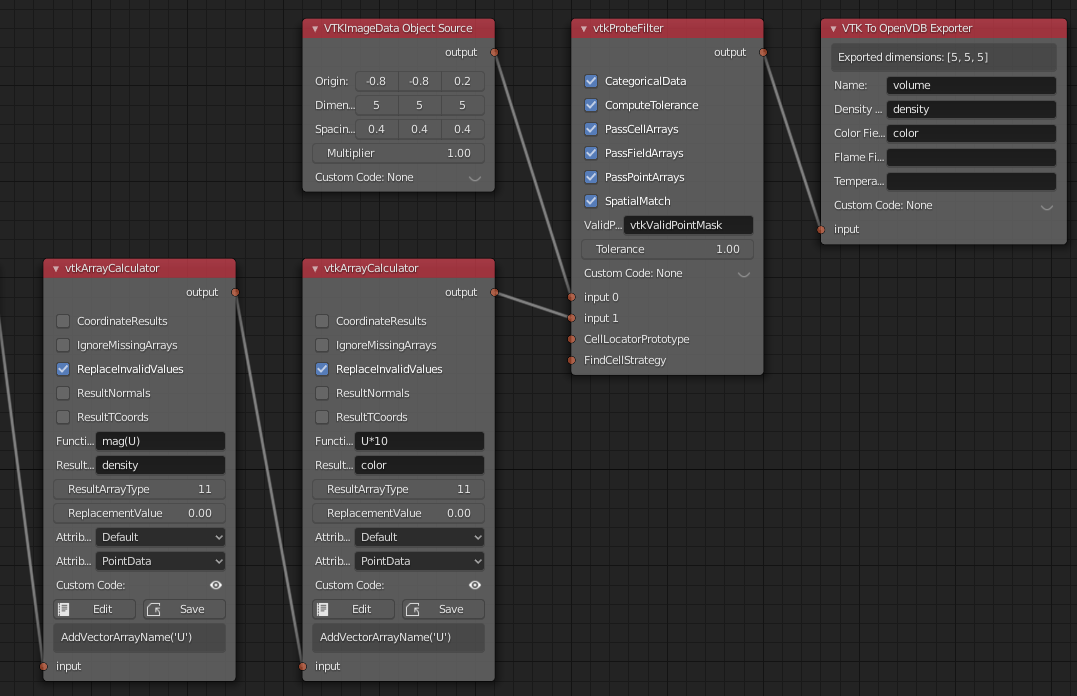 VTKImageData Object Source
output
Origin: -0.8 -0.8 0.2
Dimen... 5 5 5
Spacin... 0.4 0.4 0.4
Multiplier 1.00
Custom Code: None
vtkProbeFilter
output
CategoricalData
ComputeTolerance
PassCellArrays
PassFieldArrays
PassPointArrays
SpatialMatch
ValidP... vtkValidPointMask
Tolerance 1.00
Custom Code: None
input 0
input 1
CellLocatorPrototype
FindCellStrategy
VTK To OpenVDB Exporter
Exported dimensions: [5, 5, 5]
Name: volume
Density ... density
Color Fie... color
Flame Fi...
Tempera...
Custom Code: None
input
vtkArrayCalculator
output
CoordinateResults
IgnoreMissingArrays
ReplaceInvalidValues
ResultNormals
ResultTCoords
Functi... mag(U)
Result... density
ResultArrayType 11
ReplacementValue 0.00
Attrib... Default
Attrib... PointData
Custom Code:
Edit Save
AddVectorArrayName('U')
input
vtkArrayCalculator
output
CoordinateResults
IgnoreMissingArrays
ReplaceInvalidValues
ResultNormals
ResultTCoords
Functi... U*10
Result... color
ResultArrayType 11
ReplacementValue 0.00
Attrib... Default
Attrib... PointData
Custom Code:
Edit Save
AddVectorArrayName('U')
input